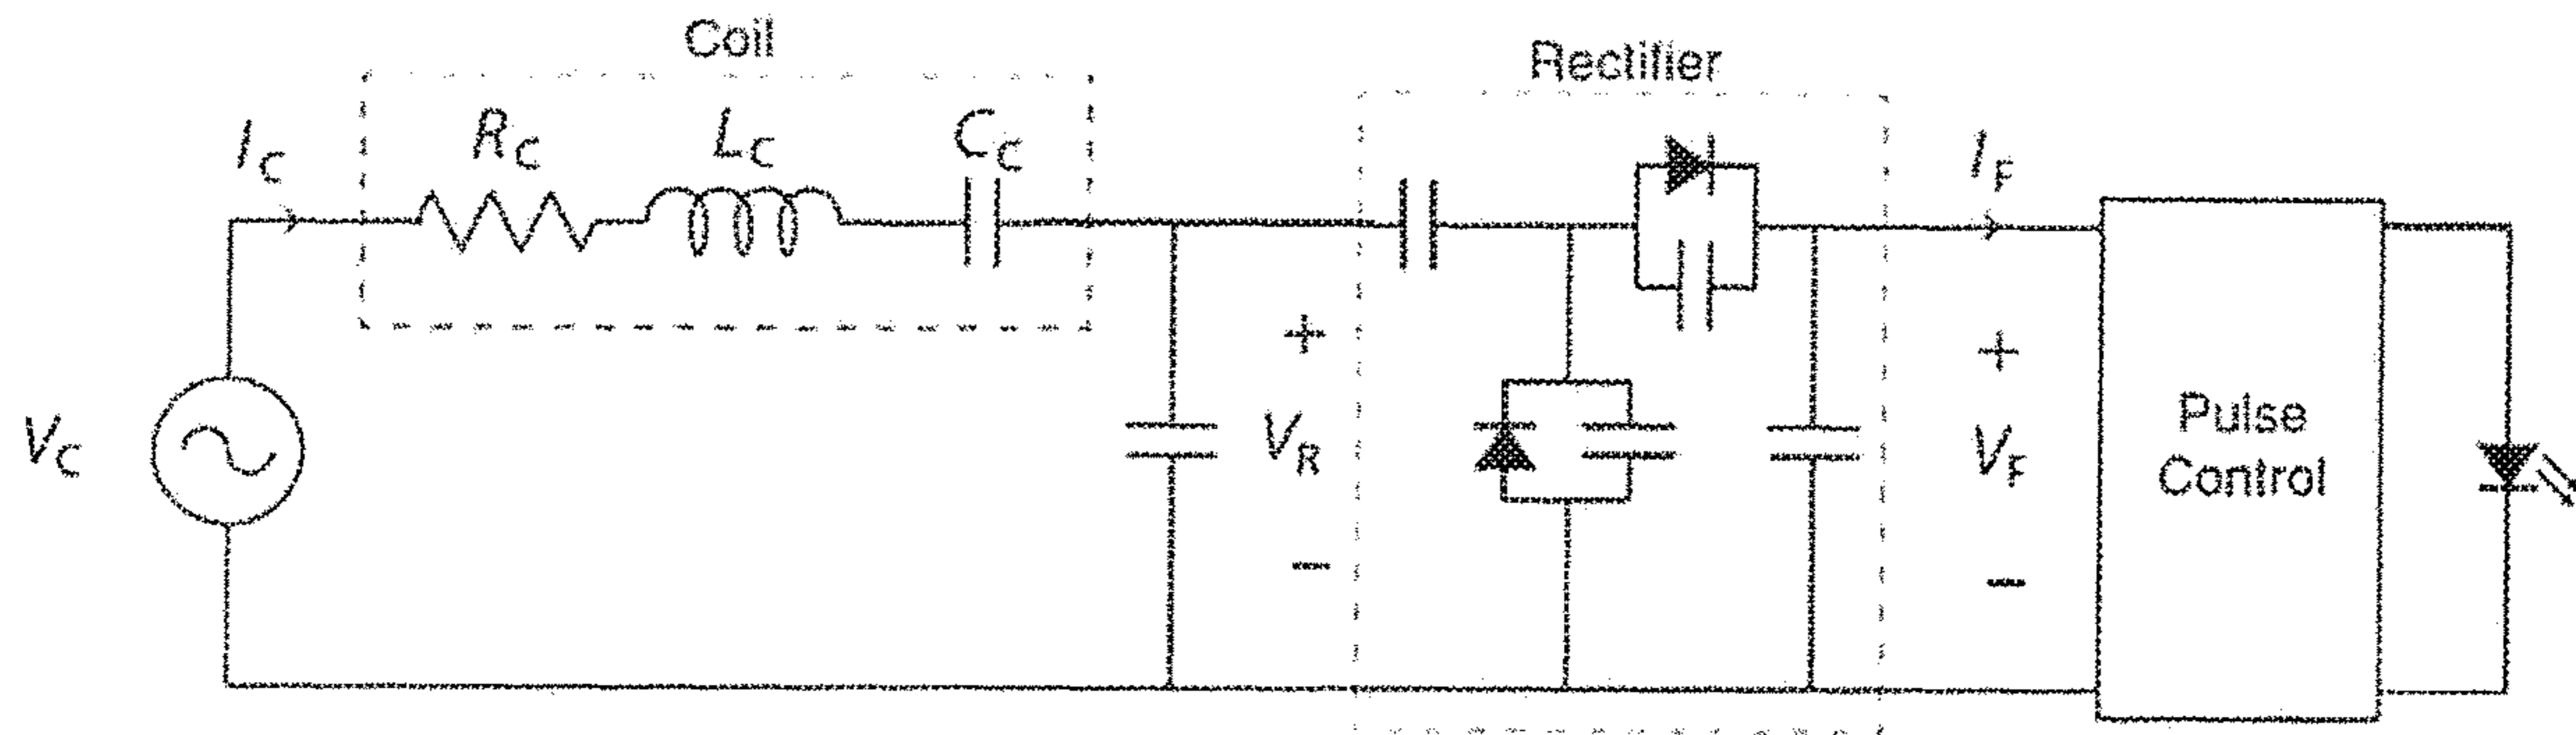 Coil
Rectifier
I_C
R_C
L_C
C_C
I_F
V_C
+
V_R
−
+
V_F
−
Pulse
Control